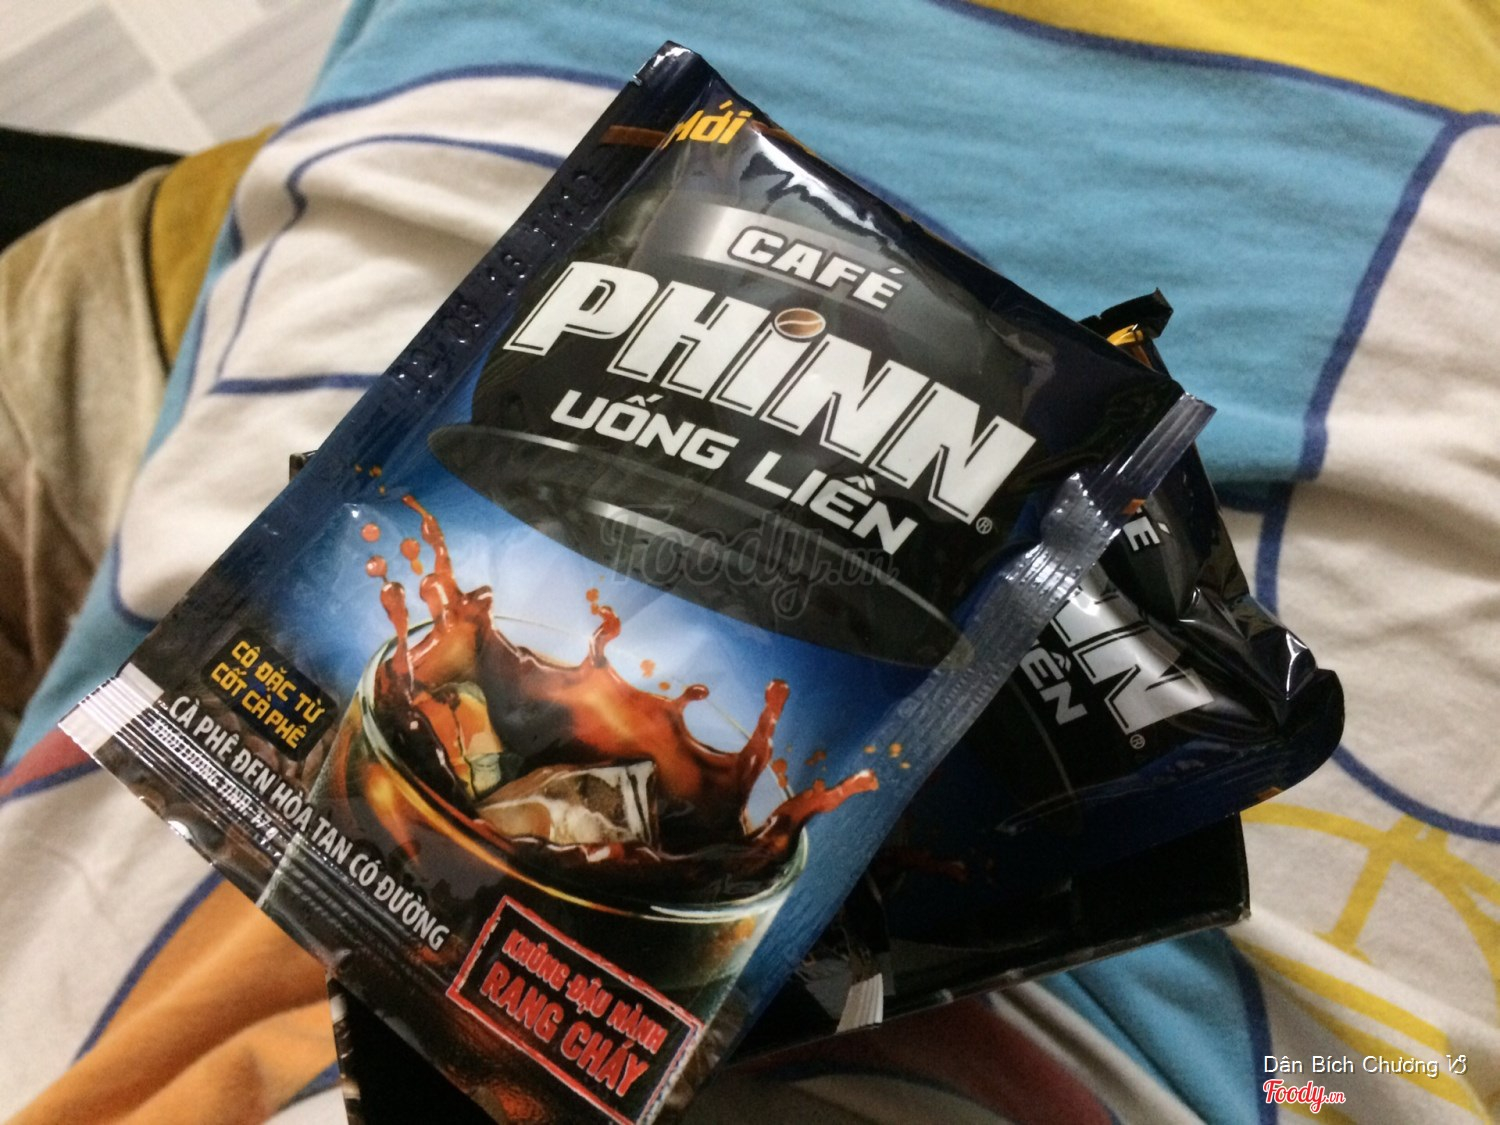 Mới
CAFÉ
PHiNN
UỐNG LIỀN
®
CÔ ĐẶC TỪ
CỐT CÀ PHÊ
CÀ PHÊ ĐEN HÒA TAN CÓ ĐƯỜNG
KHÔNG ĐẬU NÀNH
RANG CHÁY
É
ỀN
®
Foody.vn
Dân Bích Chương
Foody.vn